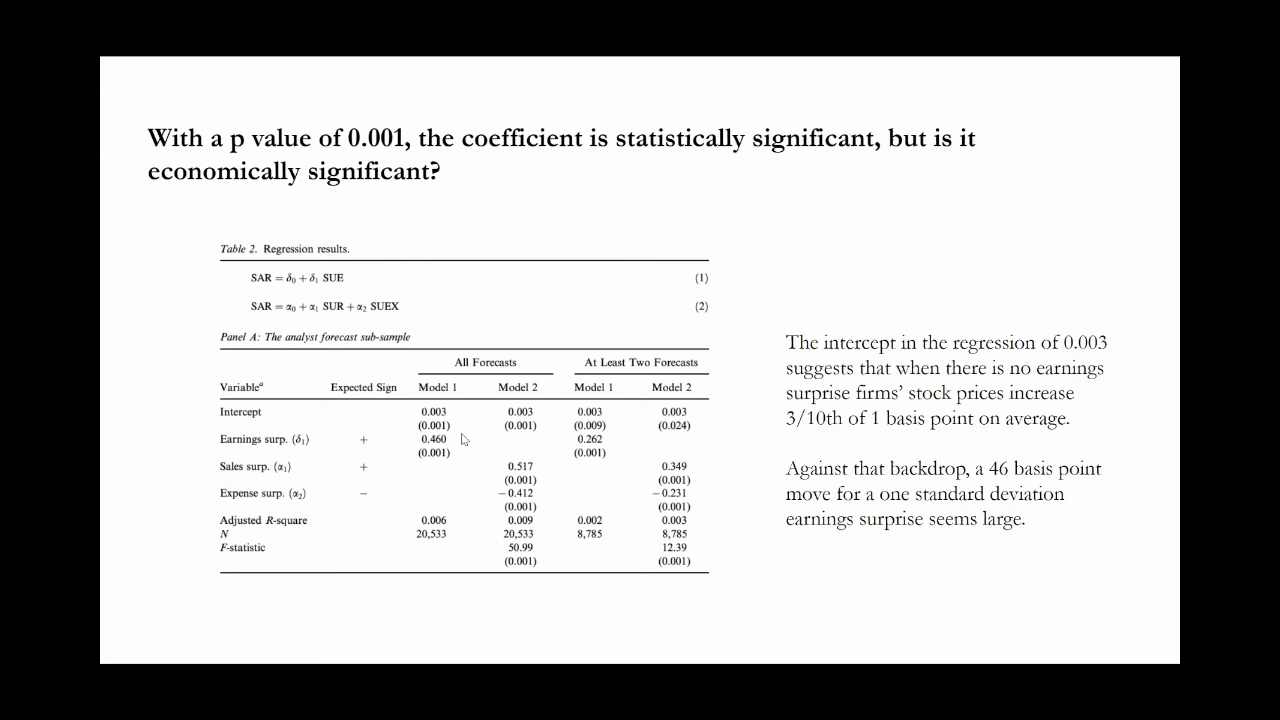 With a p value of 0.001, the coefficient is statistically significant, but is it
economically significant?
Table 2. Regression results.
SAR = δ₀ + δ₁ SUE (1)
SAR = α₀ + α₁ SUR + α₂ SUEX (2)
Panel A: The analyst forecast sub-sample
All Forecasts At Least Two Forecasts
Variableᵃ Expected Sign Model 1 Model 2 Model 1 Model 2
Intercept 0.003 0.003 0.003 0.003
(0.001) (0.001) (0.009) (0.024)
Earnings surp. (δ₁) + 0.460 0.262
(0.001) (0.001)
Sales surp. (α₁) + 0.517 0.349
(0.001) (0.001)
Expense surp. (α₂) − −0.412 −0.231
(0.001) (0.001)
Adjusted R-square 0.006 0.009 0.002 0.003
N 20,533 20,533 8,785 8,785
F-statistic 50.99 12.39
(0.001) (0.001)
The intercept in the regression of 0.003
suggests that when there is no earnings
surprise firms’ stock prices increase
3/10th of 1 basis point on average.
Against that backdrop, a 46 basis point
move for a one standard deviation
earnings surprise seems large.